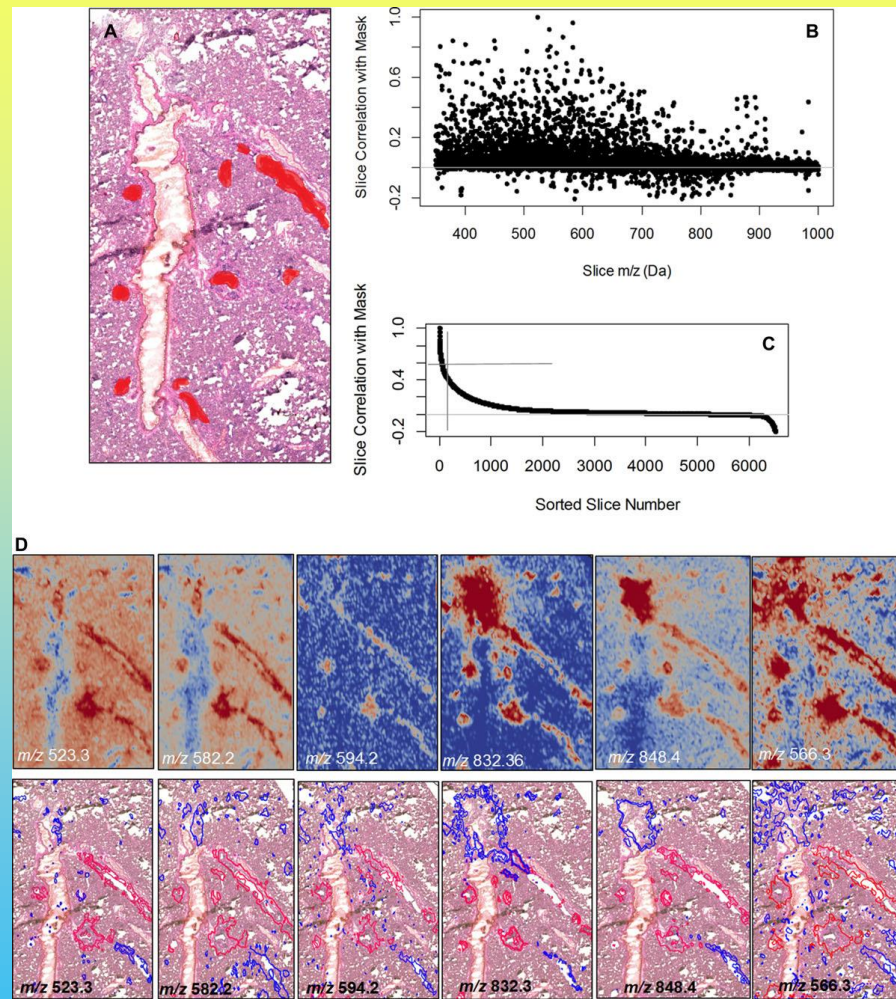 A
B
Slice Correlation with Mask
1.0
0.6
0.2
-0.2
400 500 600 700 800 900 1000
Slice m/z (Da)
C
Slice Correlation with Mask
1.0
0.4
-0.2
0 1000 2000 3000 4000 5000 6000
Sorted Slice Number
D
m/z 523.3 m/z 582.2 m/z 594.2 m/z 832.36 m/z 848.4 m/z 566.3
m/z 523.3 m/z 582.2 m/z 594.2 m/z 832.3 m/z 848.4 m/z 566.3